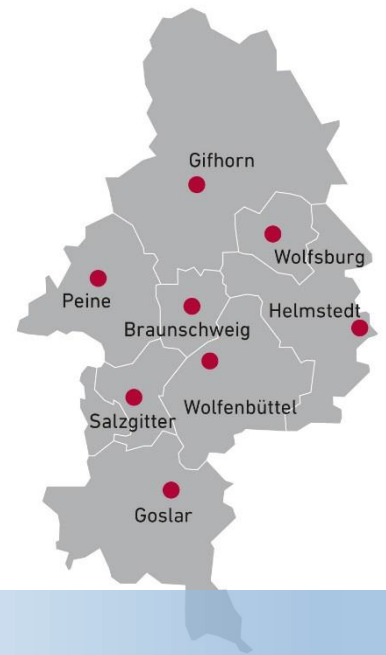 Gifhorn
Wolfsburg
Peine
Helmstedt
Braunschweig
Wolfenbüttel
Salzgitter
Goslar